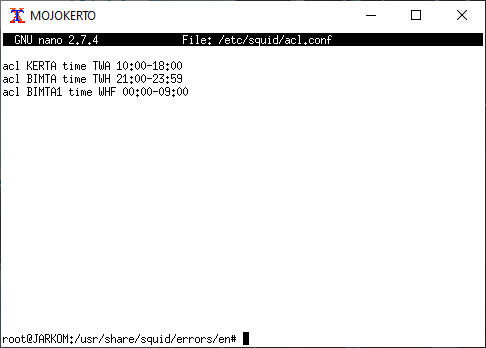 MOJOKERTO
GNU nano 2.7.4 File: /etc/squid/acl.conf
acl KERTA time TWA 10:00-18:00
acl BIMTA time TWH 21:00-23:59
acl BIMTA1 time WHF 00:00-09:00
root@JARKOM:/usr/share/squid/errors/en#